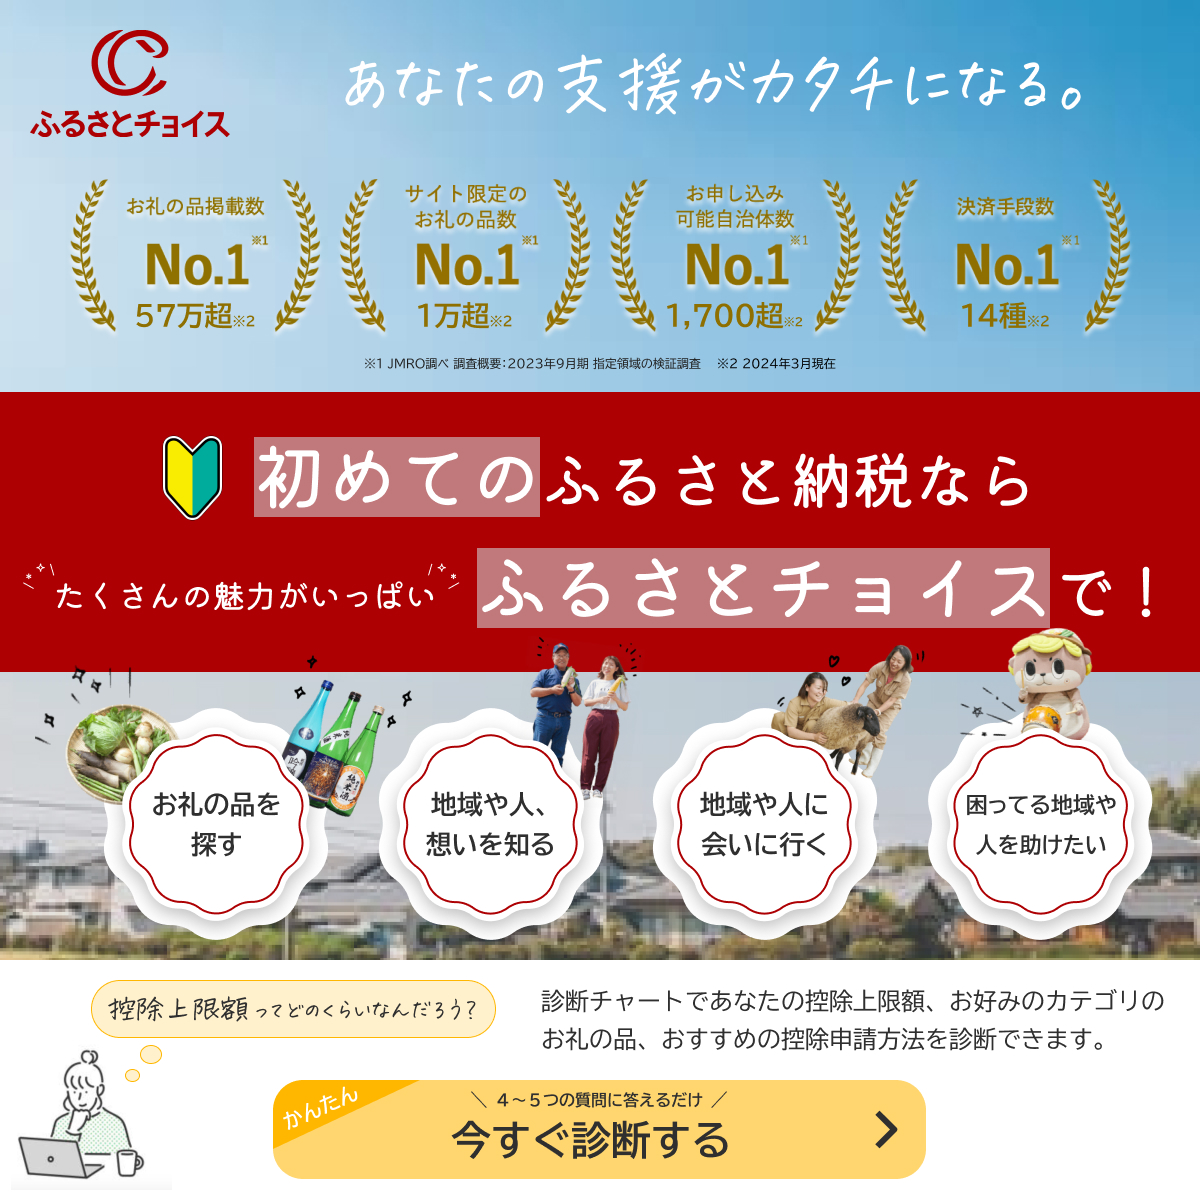 ふるさとチョイス
あなたの支援がカタチになる。
お礼の品掲載数
No.1※1
57万超※2
サイト限定の
お礼の品数
No.1※1
1万超※2
お申し込み
可能自治体数
No.1※1
1,700超※2
決済手段数
No.1※1
14種※2
※1 JMRO調べ 調査概要：2023年9月期 指定領域の検証調査　※2 2024年3月現在
初めてのふるさと納税なら
たくさんの魅力がいっぱい ふるさとチョイスで！
純米酒
吟
純米酒
お礼の品を
探す
地域や人、
想いを知る
地域や人に
会いに行く
困ってる地域や
人を助けたい
控除上限額ってどのくらいなんだろう？
診断チャートであなたの控除上限額、お好みのカテゴリの
お礼の品、おすすめの控除申請方法を診断できます。
かんたん
＼ 4～5つの質問に答えるだけ ／
今すぐ診断する